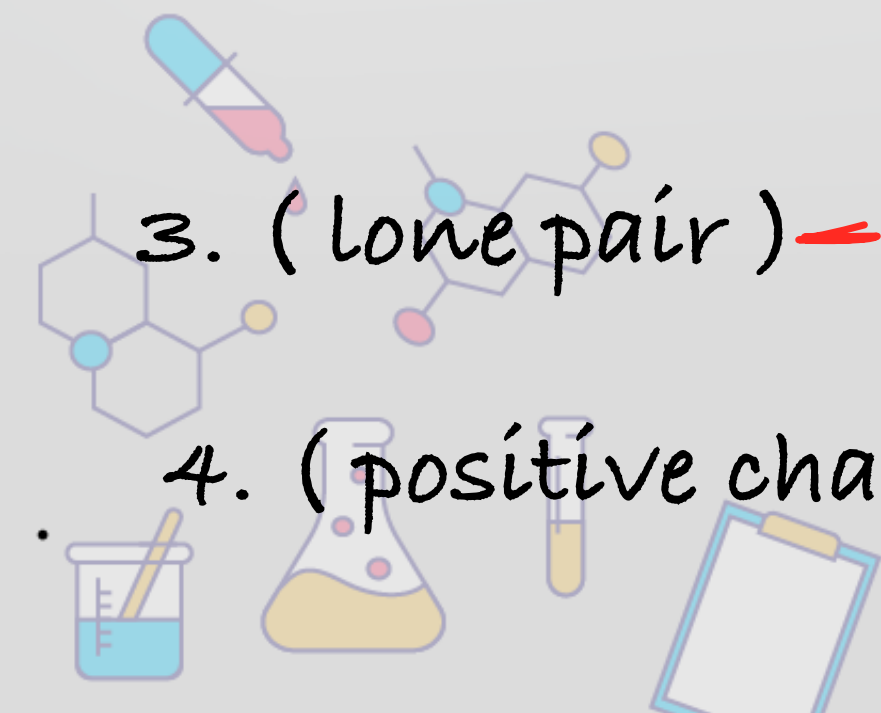 3. ( lone pair )
4. ( positive cha